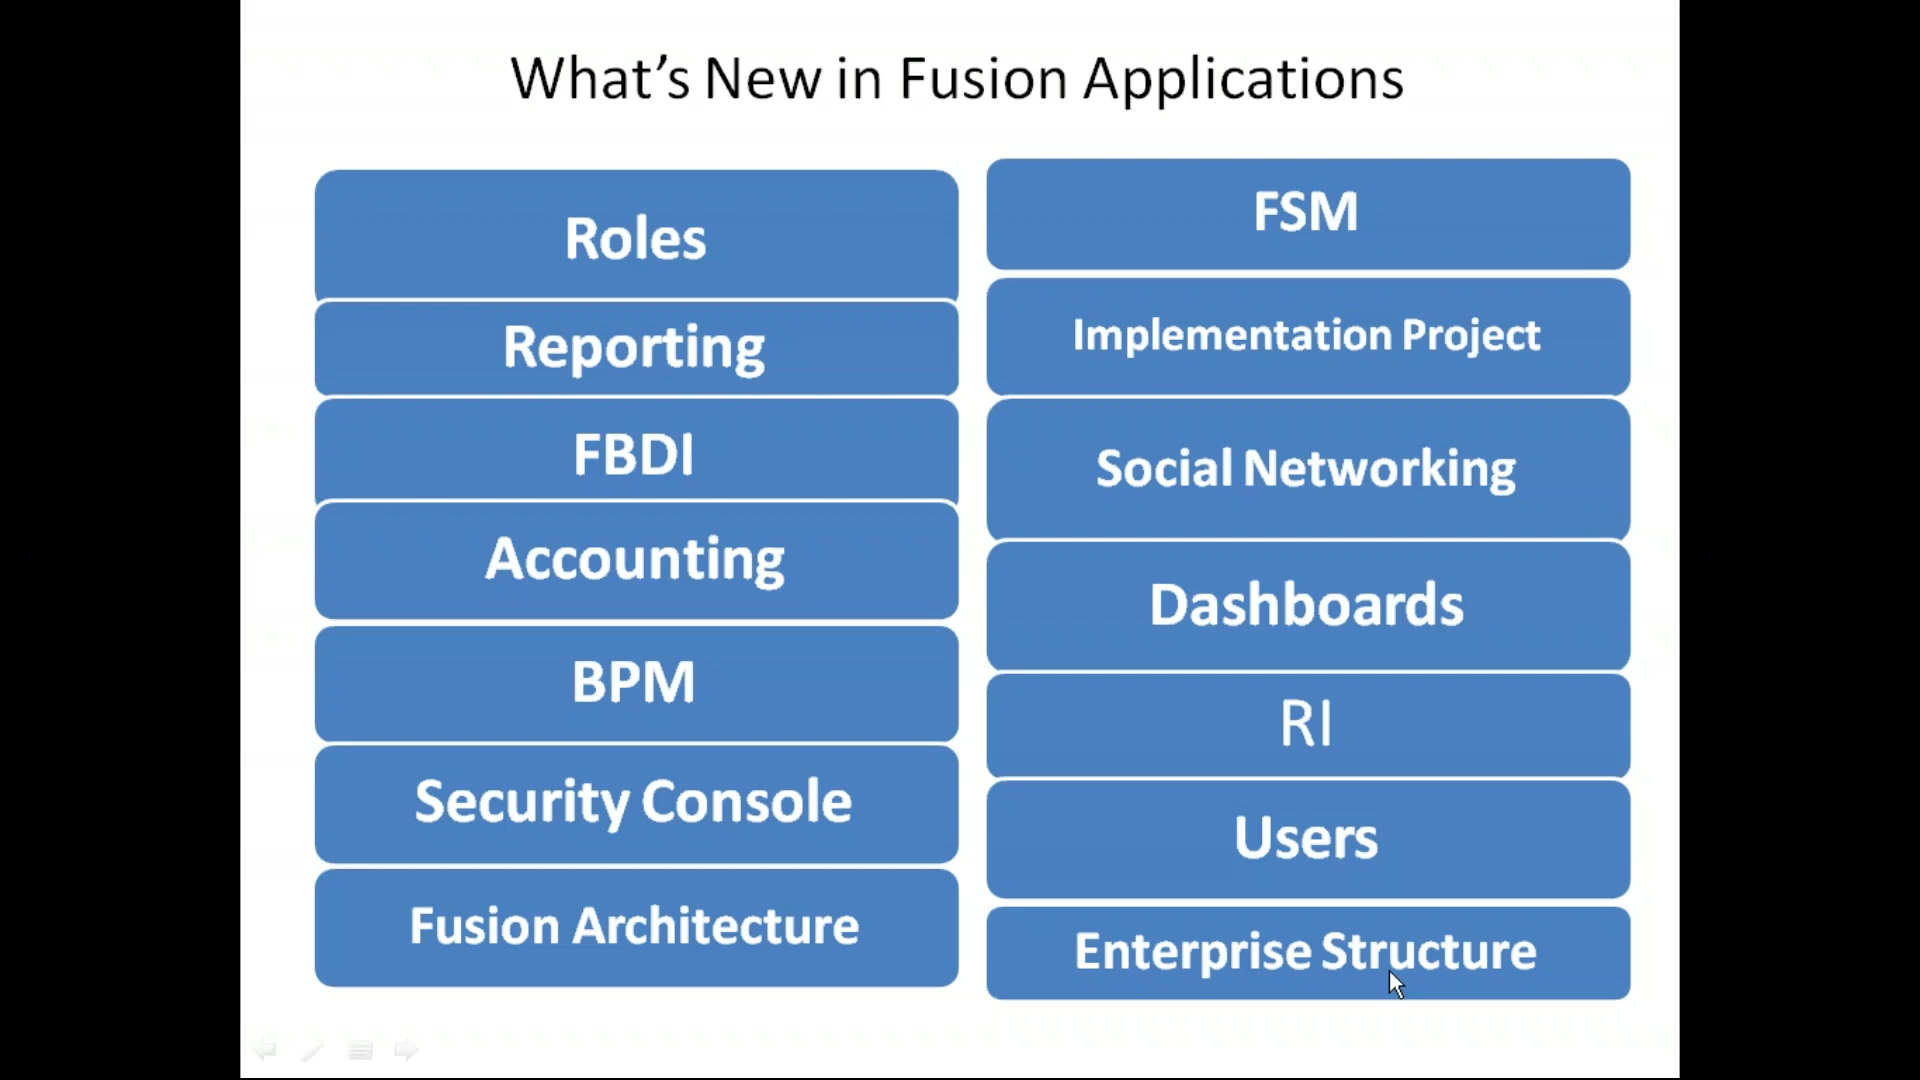 What’s New in Fusion Applications
Roles
Reporting
FBDI
Accounting
BPM
Security Console
Fusion Architecture
FSM
Implementation Project
Social Networking
Dashboards
RI
Users
Enterprise Structure